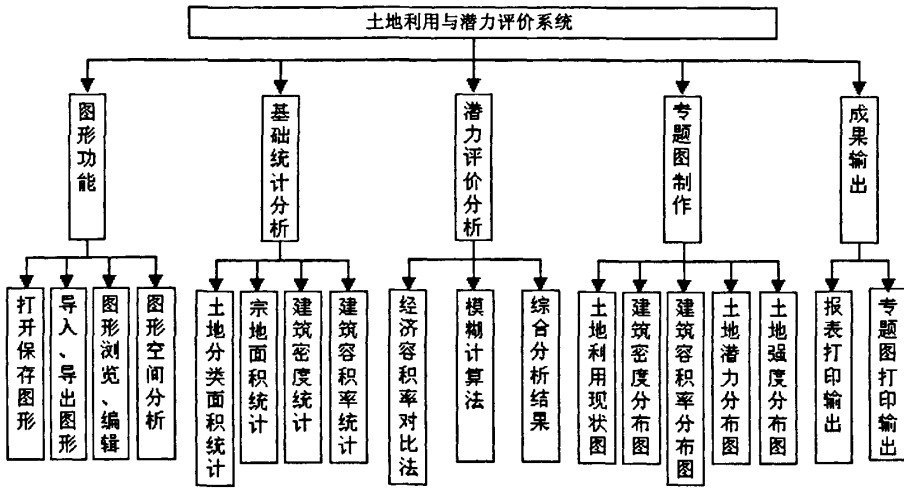 土地利用与潜力评价系统
图形功能
基础统计分析
潜力评价分析
专题图制作
成果输出
打开保存图形
导入、导出图形
图形浏览、编辑
图形空间分析
土地分类面积统计
宗地面积统计
建筑密度统计
建筑容积率统计
经济容积率对比法
模糊计算法
综合分析结果
土地利用现状图
建筑密度分布图
建筑容积率分布图
土地潜力分布图
土地强度分布图
报表打印输出
专题图打印输出